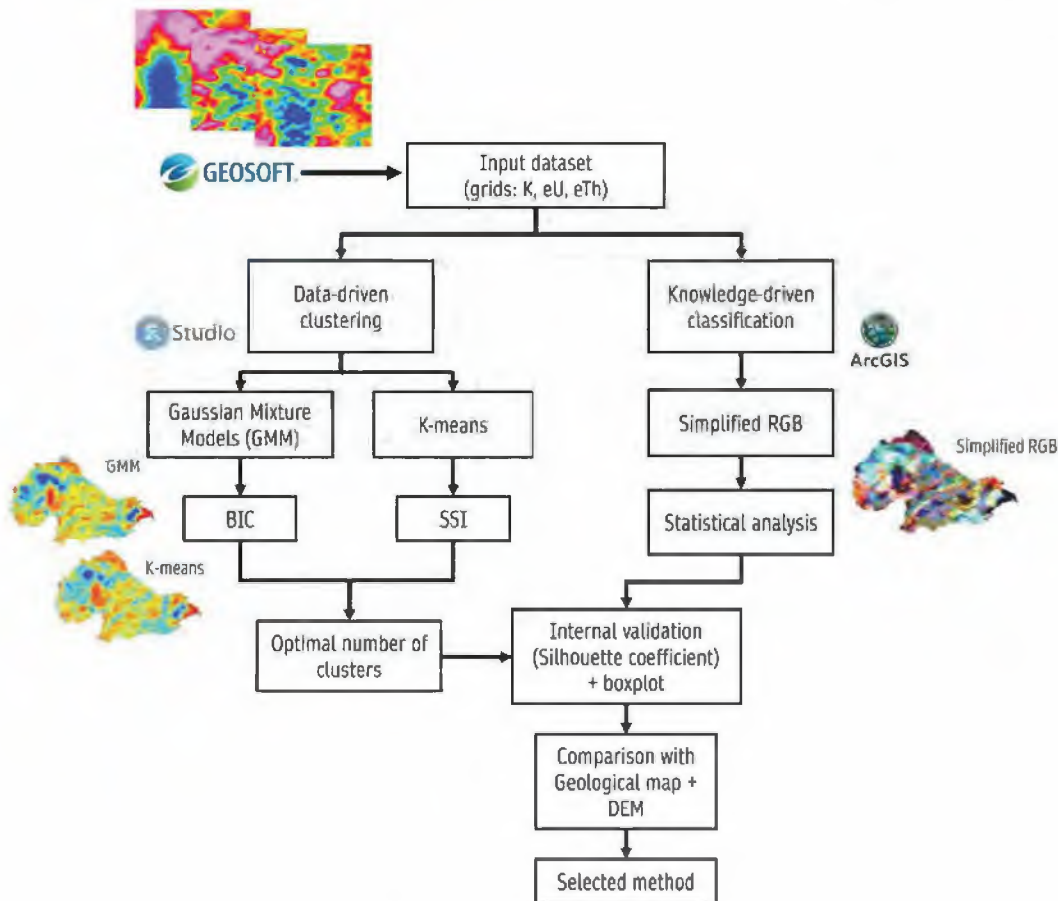 GEOSOFT.
Input dataset
(grids: K, eU, eTh)
Data-driven
clustering
Knowledge-driven
classification
R Studio
ArcGIS
Gaussian Mixture
Models (GMM)
K-means
Simplified RGB
GMM
Simplified RGB
BIC
SSI
Statistical analysis
K-means
Optimal number of
clusters
Internal validation
(Silhouette coefficient)
+ boxplot
Comparison with
Geological map +
DEM
Selected method